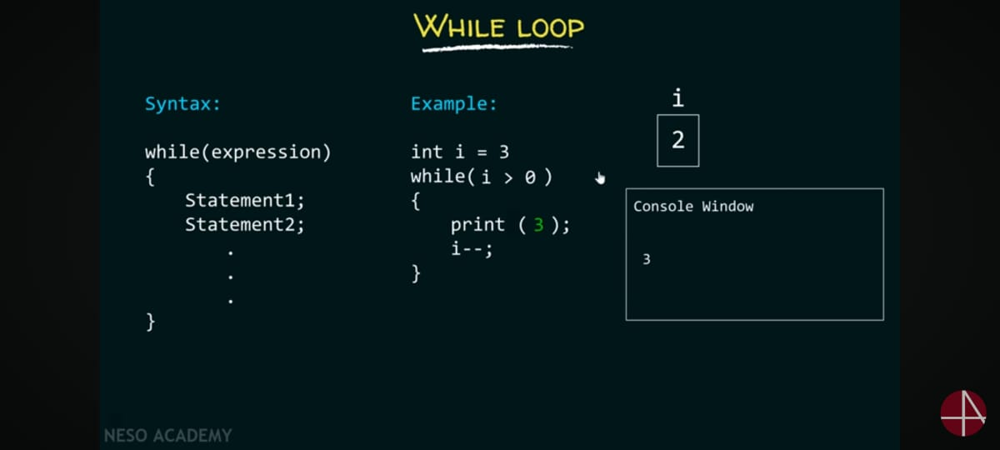 WHILE LOOP
Syntax:
while(expression)
{
Statement1;
Statement2;
.
.
.
}
Example:
int i = 3
while( i > 0 )
{
print ( 3 );
i--;
}
i
2
Console Window
3
NESO ACADEMY